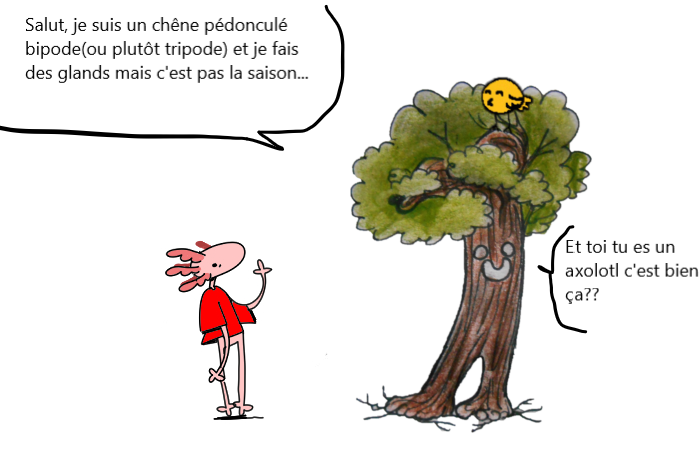 Salut, je suis un chêne pédonculé
bipode(ou plutôt tripode) et je fais
des glands mais c'est pas la saison...
Et toi tu es un
axolotl c'est bien
ça??